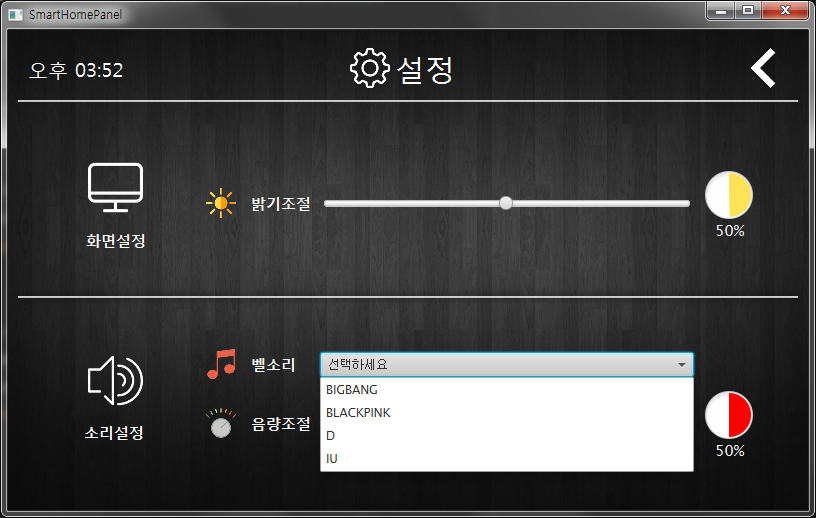 SmartHomePanel
오후 03:52
설정
밝기조절
50%
화면설정
벨소리
선택하세요
BIGBANG
BLACKPINK
D
IU
음량조절
50%
소리설정